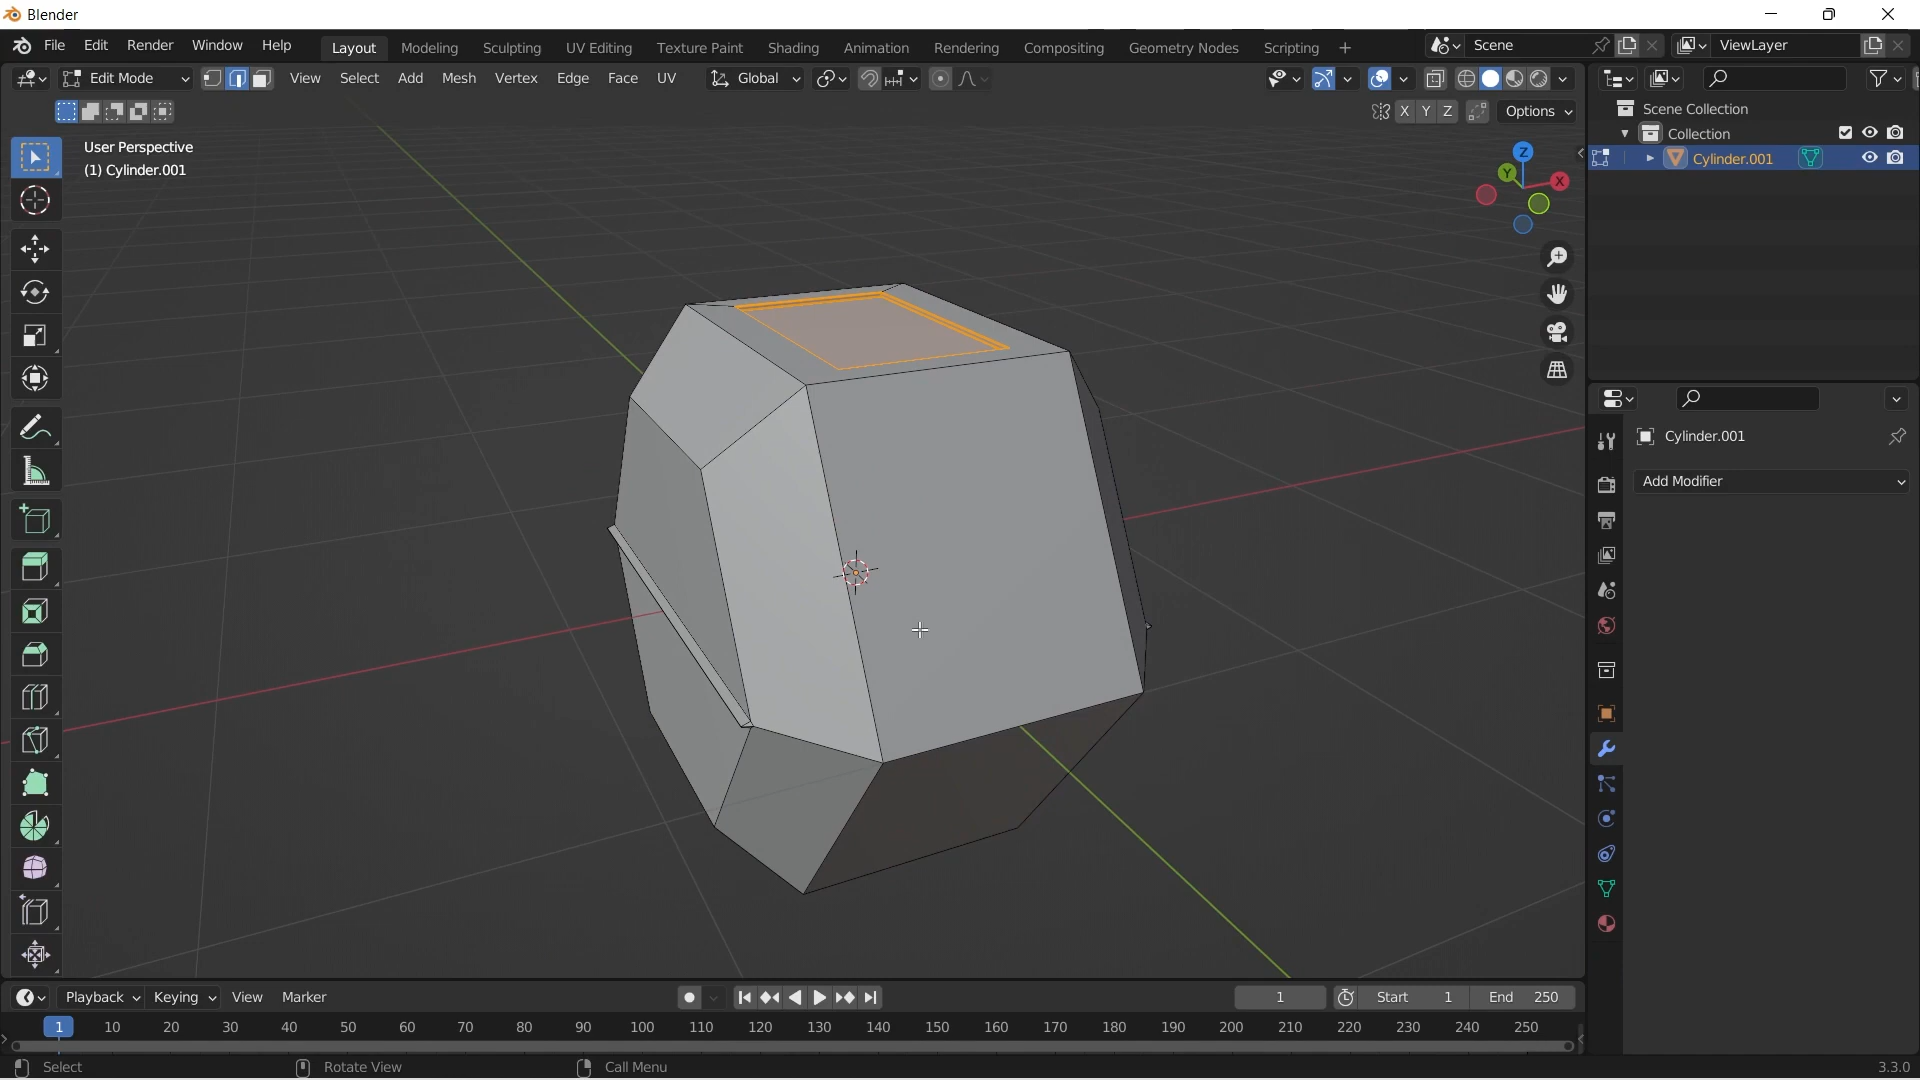 Blender
File Edit Render Window Help Layout Modeling Sculpting UV Editing Texture Paint Shading Animation Rendering Compositing Geometry Nodes Scripting + Scene ViewLayer
Edit Mode View Select Add Mesh Vertex Edge Face UV Global
X Y Z Options
User Perspective
(1) Cylinder.001
Z
Y
X
Scene Collection
Collection
Cylinder.001
Cylinder.001
Add Modifier
Playback Keying View Marker 1 Start 1 End 250
1 10 20 30 40 50 60 70 80 90 100 110 120 130 140 150 160 170 180 190 200 210 220 230 240 250
Select Rotate View Call Menu 3.3.0